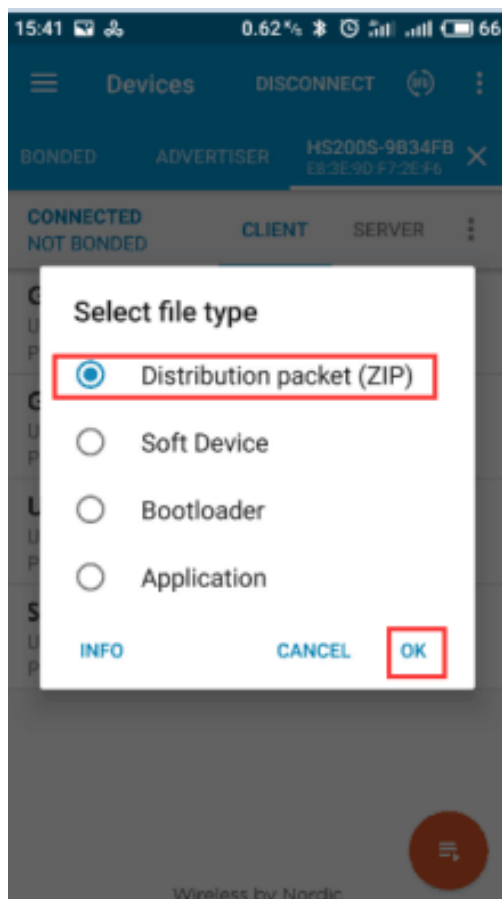 15:41 0.62 ᴷ/s 66
Devices DISCONNECT
BONDED ADVERTISER HS200S-9B34FB
E8:3E:9D:F7:2E:F6
CONNECTED CLIENT SERVER
NOT BONDED
Select file type
Distribution packet (ZIP)
Soft Device
Bootloader
Application
INFO CANCEL OK
Wireless by Nordic